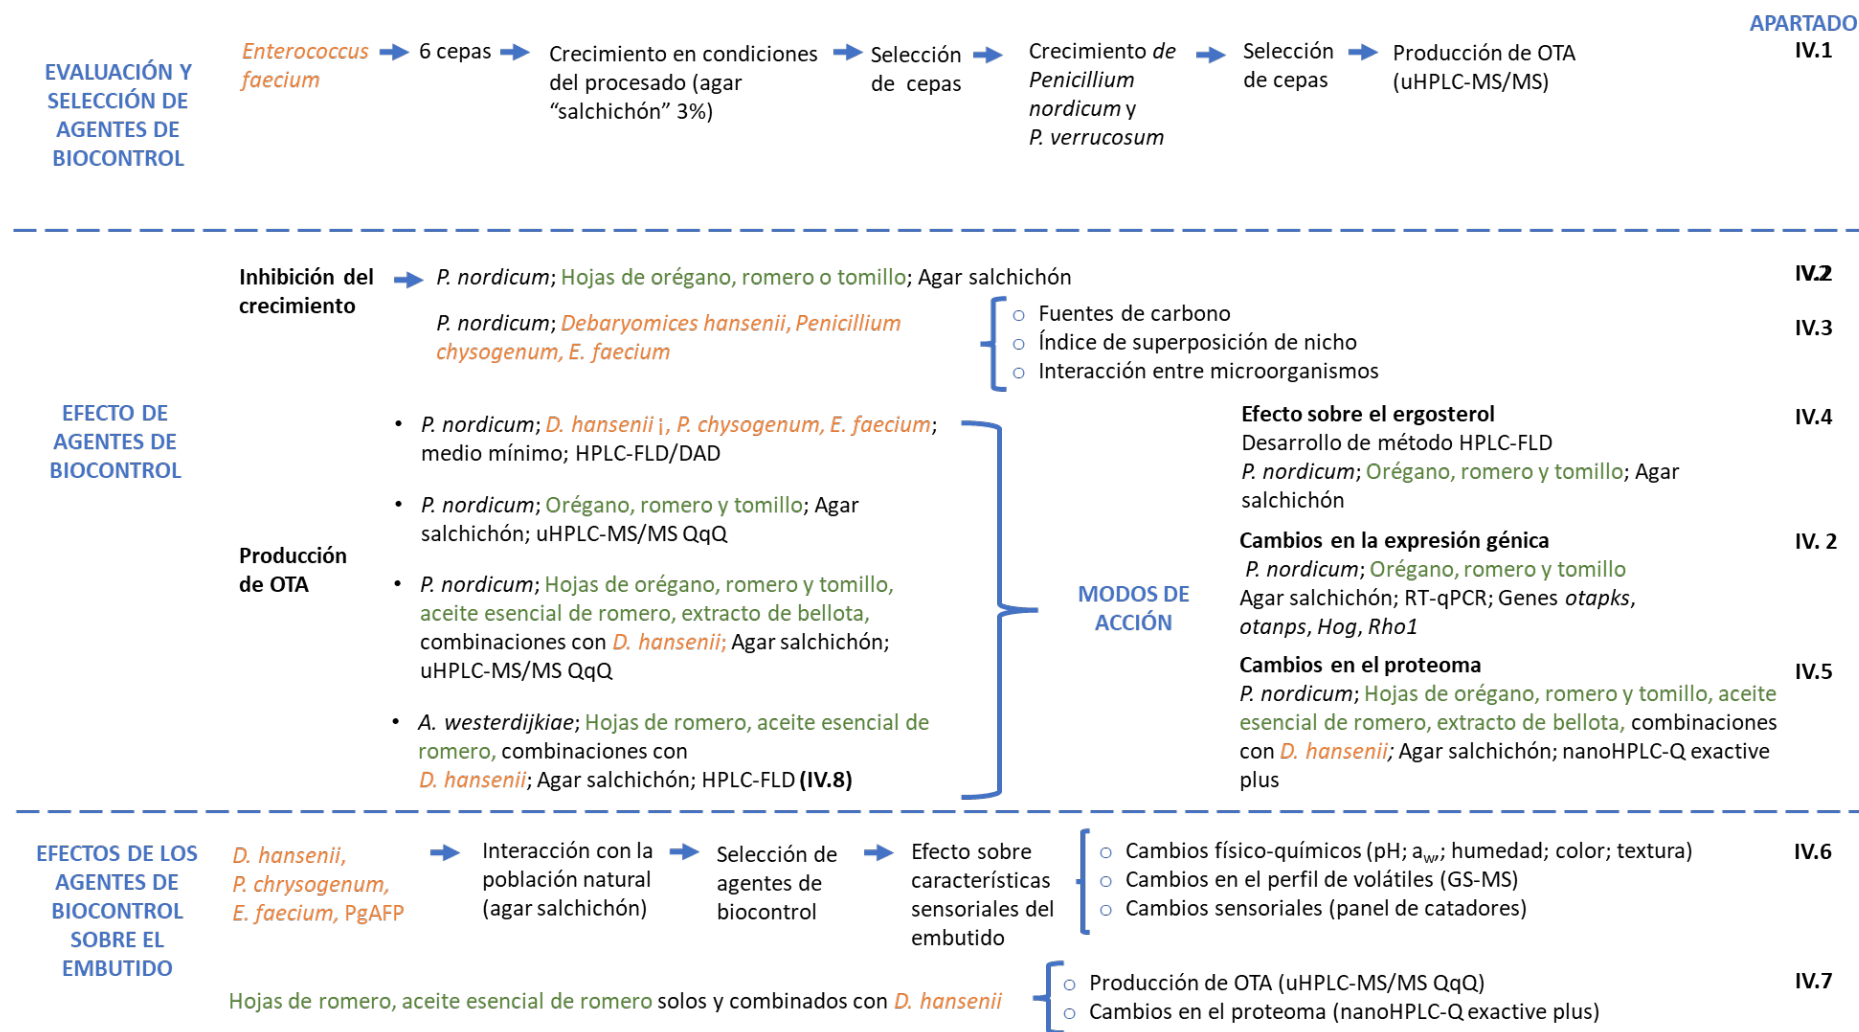 APARTADO
EVALUACIÓN Y
SELECCIÓN DE
AGENTES DE
BIOCONTROL
Enterococcus
faecium
6 cepas
Crecimiento en condiciones
del procesado (agar
“salchichón” 3%)
Selección
de cepas
Crecimiento de
Penicillium
nordicum y
P. verrucosum
Selección
de cepas
Producción de OTA
(uHPLC-MS/MS)
IV.1
EFECTO DE
AGENTES DE
BIOCONTROL
Inhibición del
crecimiento
P. nordicum; Hojas de orégano, romero o tomillo; Agar salchichón
IV.2
P. nordicum; Debaryomices hansenii, Penicillium
chysogenum, E. faecium
o Fuentes de carbono
o Índice de superposición de nicho
o Interacción entre microorganismos
IV.3
Producción
de OTA
• P. nordicum; D. hansenii ¡, P. chysogenum, E. faecium;
medio mínimo; HPLC-FLD/DAD
• P. nordicum; Orégano, romero y tomillo; Agar
salchichón; uHPLC-MS/MS QqQ
• P. nordicum; Hojas de orégano, romero y tomillo,
aceite esencial de romero, extracto de bellota,
combinaciones con D. hansenii; Agar salchichón;
uHPLC-MS/MS QqQ
• A. westerdijkiae; Hojas de romero, aceite esencial de
romero, combinaciones con
D. hansenii; Agar salchichón; HPLC-FLD (IV.8)
MODOS DE
ACCIÓN
Efecto sobre el ergosterol
Desarrollo de método HPLC-FLD
P. nordicum; Orégano, romero y tomillo; Agar
salchichón
IV.4
Cambios en la expresión génica
P. nordicum; Orégano, romero y tomillo
Agar salchichón; RT-qPCR; Genes otapks,
otanps, Hog, Rho1
IV. 2
Cambios en el proteoma
P. nordicum; Hojas de orégano, romero y tomillo, aceite
esencial de romero, extracto de bellota, combinaciones
con D. hansenii; Agar salchichón; nanoHPLC-Q exactive
plus
IV.5
EFECTOS DE LOS
AGENTES DE
BIOCONTROL
SOBRE EL
EMBUTIDO
D. hansenii,
P. chrysogenum,
E. faecium, PgAFP
Interacción con la
población natural
(agar salchichón)
Selección de
agentes de
biocontrol
Efecto sobre
características
sensoriales del
embutido
o Cambios físico-químicos (pH; aw,; humedad; color; textura)
o Cambios en el perfil de volátiles (GS-MS)
o Cambios sensoriales (panel de catadores)
IV.6
Hojas de romero, aceite esencial de romero solos y combinados con D. hansenii
o Producción de OTA (uHPLC-MS/MS QqQ)
o Cambios en el proteoma (nanoHPLC-Q exactive plus)
IV.7